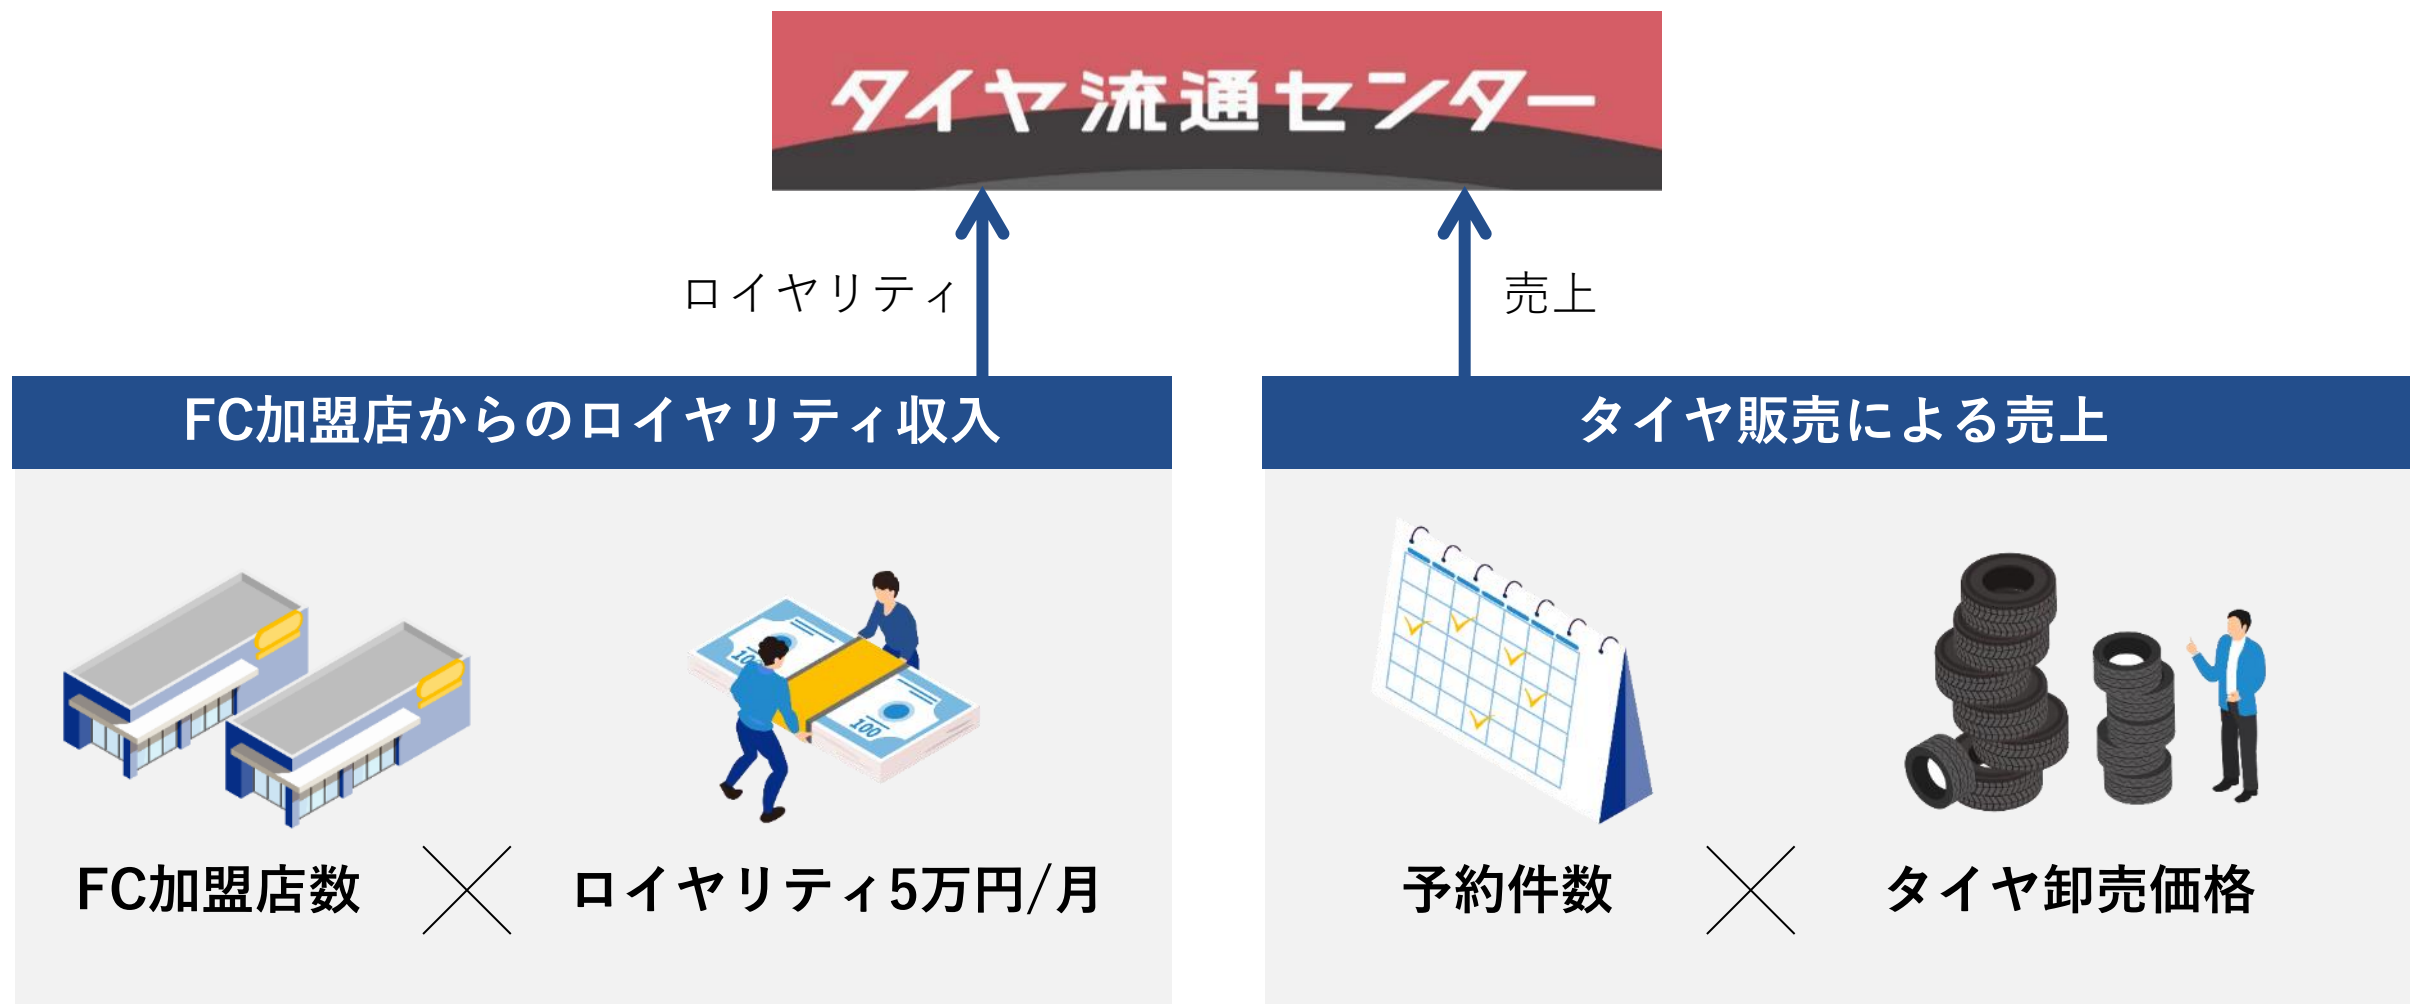 タイヤ流通センター
ロイヤリティ
売上
FC加盟店からのロイヤリティ収入
タイヤ販売による売上
100
100
FC加盟店数
ロイヤリティ5万円/月
予約件数
タイヤ卸売価格